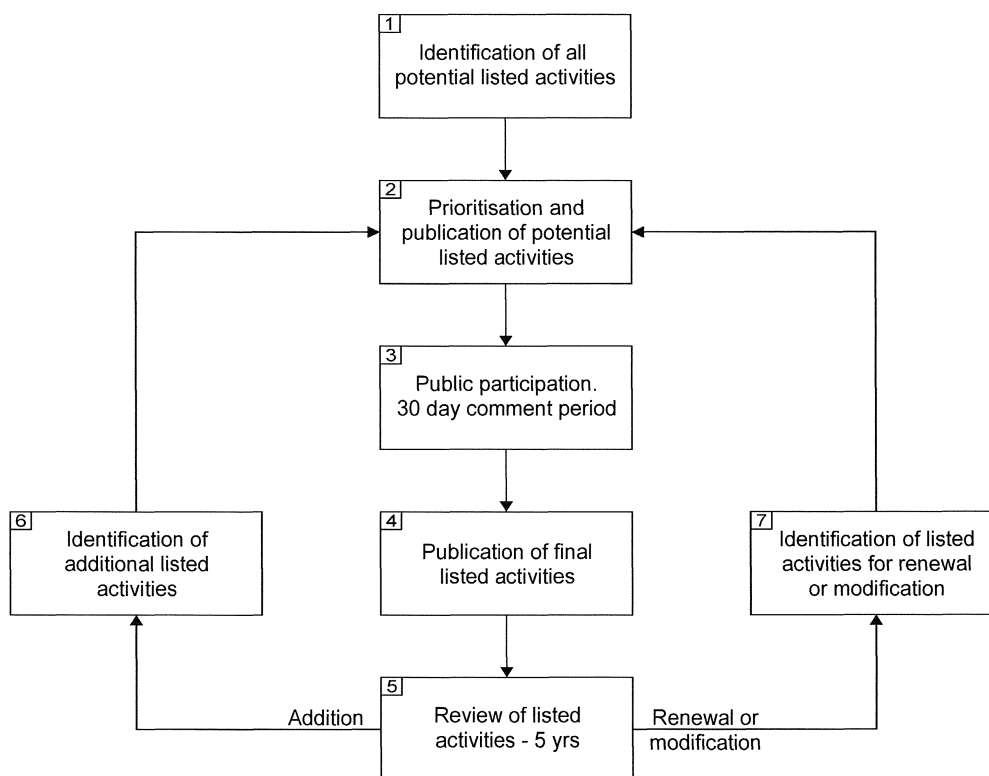 1
Identification of all
potential listed activities
2
Prioritisation and
publication of potential
listed activities
3
Public participation.
30 day comment period
4
Publication of final
listed activities
6
Identification of
additional listed
activities
7
Identification of listed
activities for renewal
or modification
5
Review of listed
activities - 5 yrs
Addition
Renewal or
modification